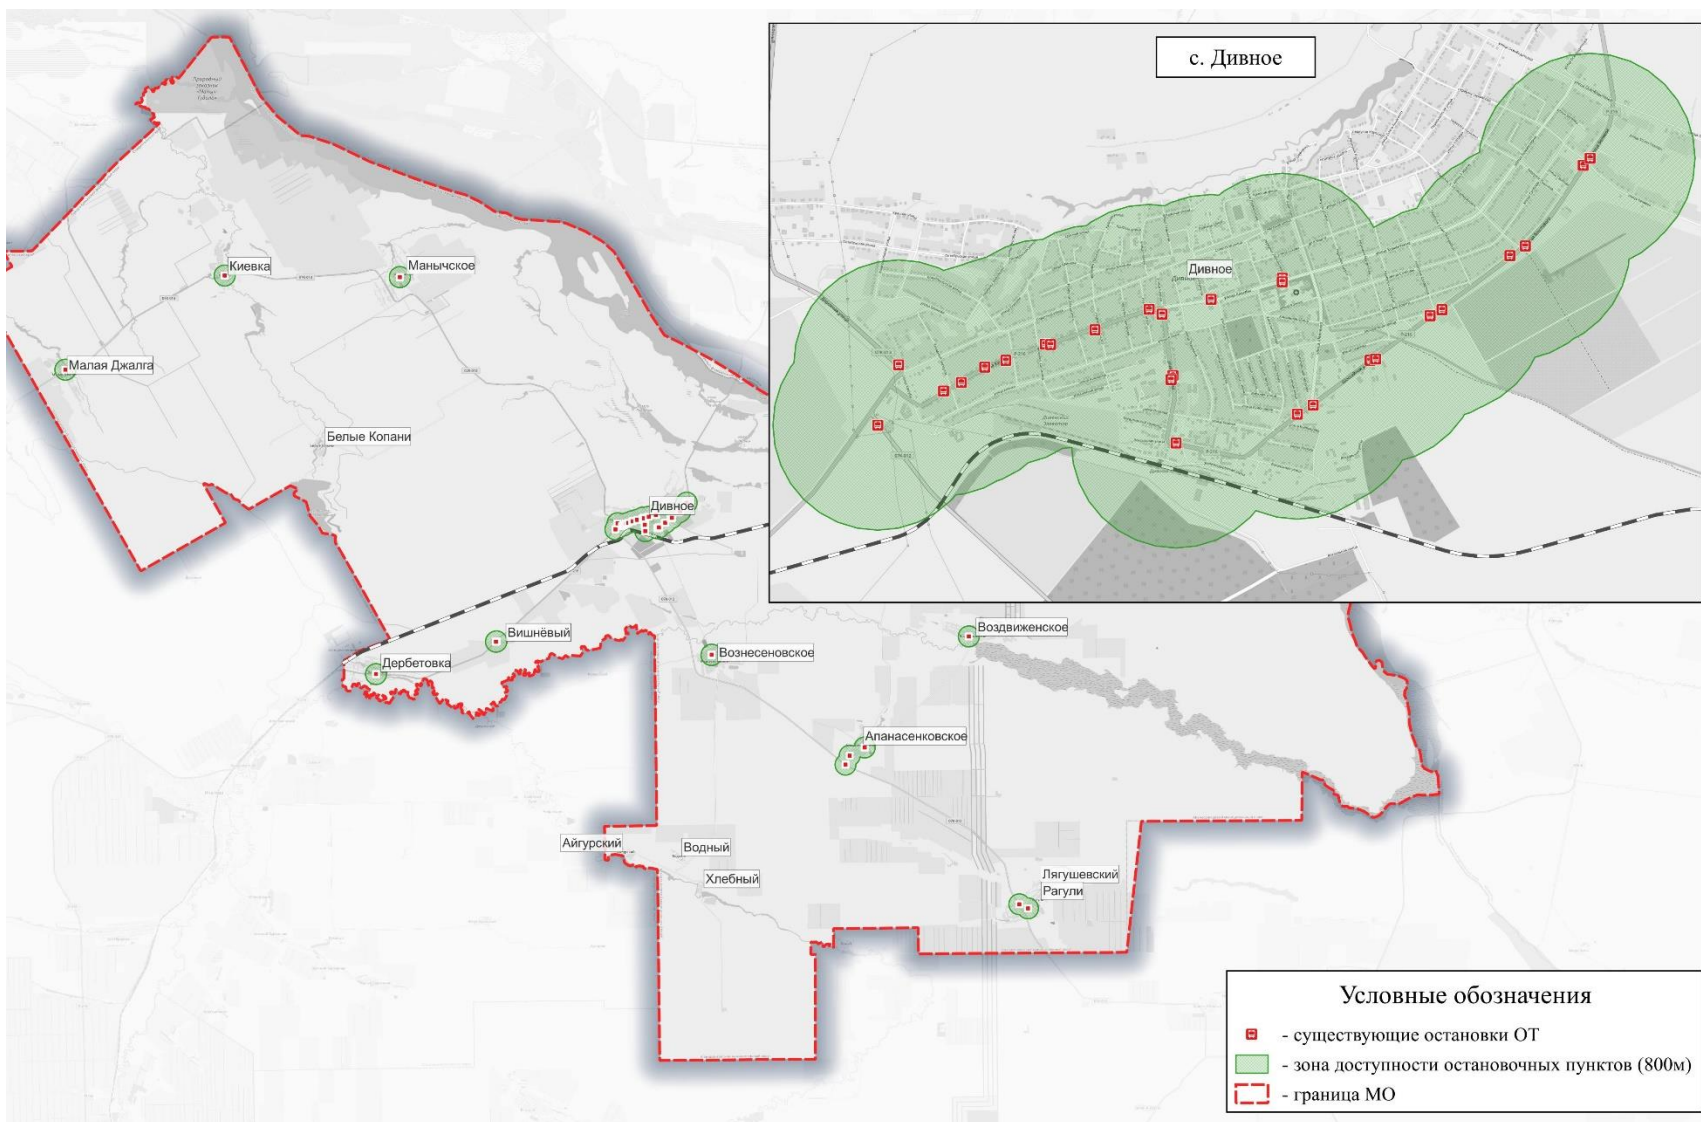 с. Дивное
Дивное
Киевка
Манычское
Малая Джалга
Белые Копани
Дивное
Вишнёвый
Дербетовка
Вознесеновское
Воздвиженское
Апанасенковское
Айгурский
Водный
Хлебный
Лягушевский
Рагули
Условные обозначения
- существующие остановки ОТ
- зона доступности остановочных пунктов (800м)
- граница МО